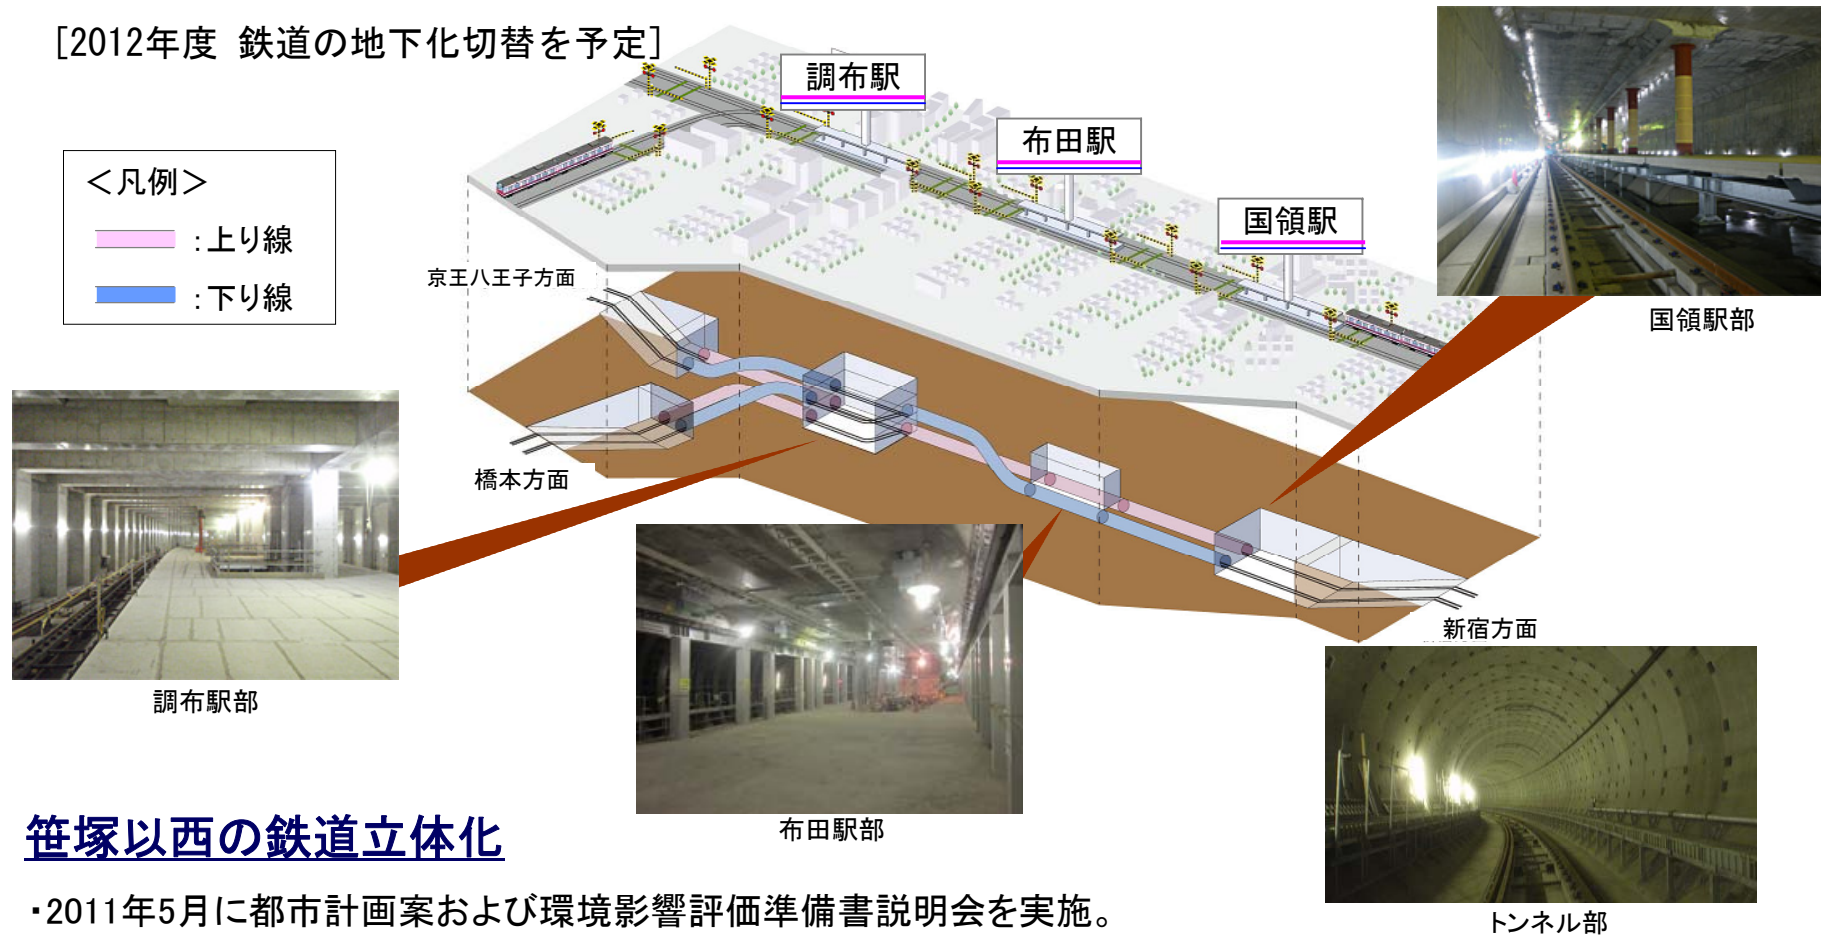 [2012年度 鉄道の地下化切替を予定]
調布駅
布田駅
国領駅
＜凡例＞
：上り線
：下り線
京王八王子方面
橋本方面
新宿方面
国領駅部
調布駅部
布田駅部
トンネル部
笹塚以西の鉄道立体化
・2011年5月に都市計画案および環境影響評価準備書説明会を実施。